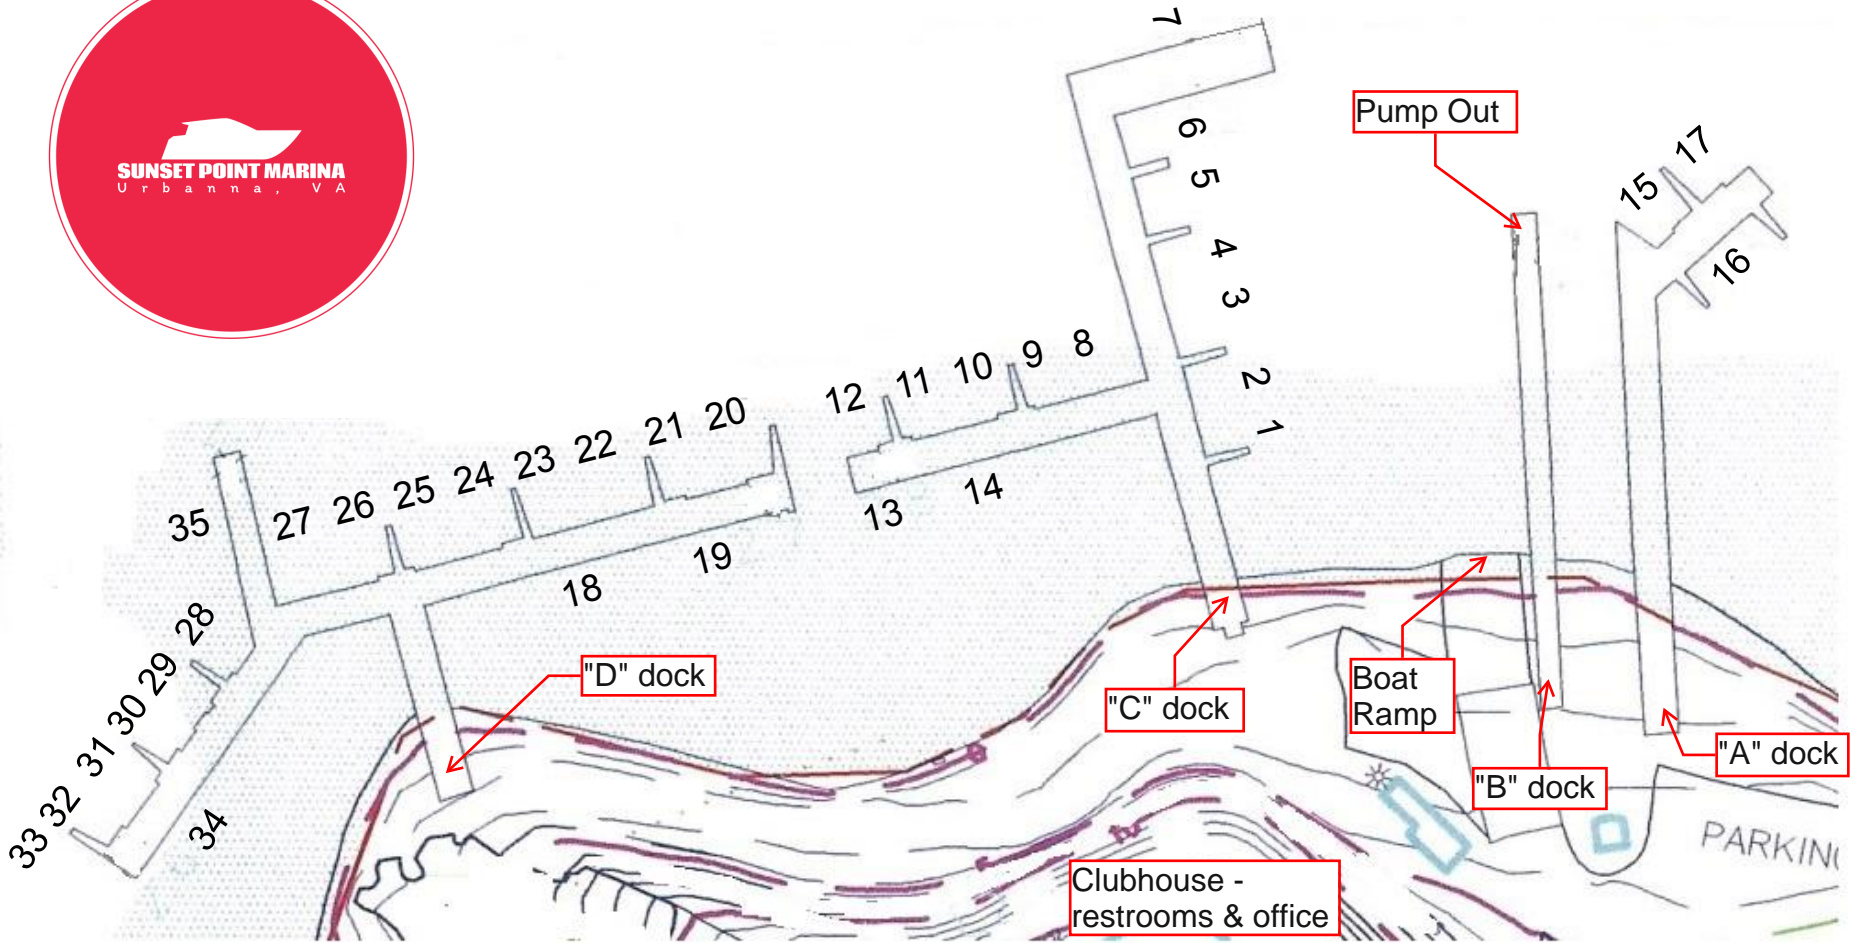 SUNSET POINT MARINA
Urbanna, VA
7
6
5
4
3
2
1
Pump Out
17
15
16
8
9
10
11
12
13
14
20
21
22
23
24
25
26
27
35
18
19
28
29
30
31
32
33
34
"D" dock
"C" dock
Boat
Ramp
"B" dock
"A" dock
PARKING
Clubhouse -
restrooms & office